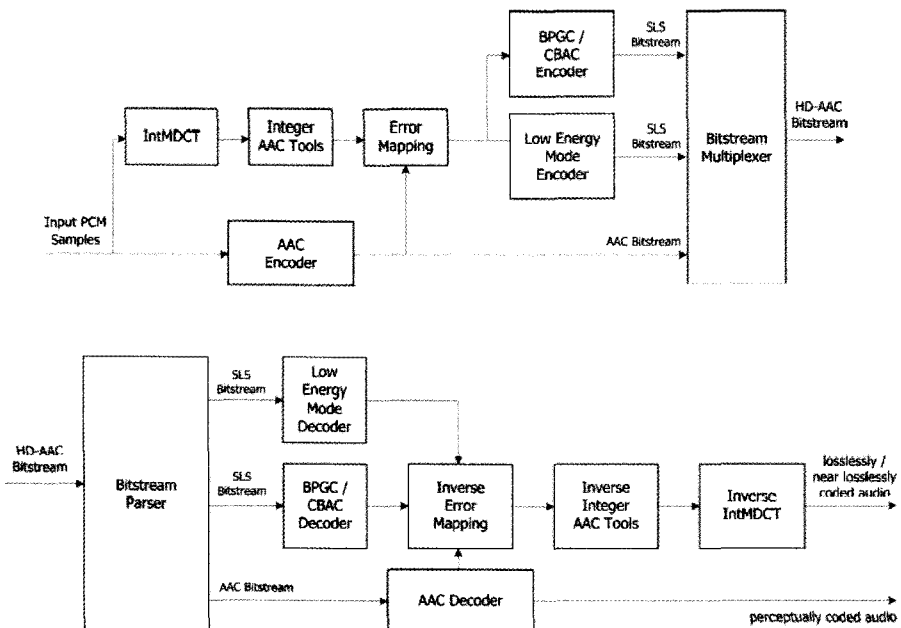 BPGC /
CBAC
Encoder
SLS
Bitstream
HD-AAC
Bitstream
IntMDCT
Integer
AAC Tools
Error
Mapping
Low Energy
Mode
Encoder
SLS
Bitstream
Bitstream
Multiplexer
Input PCM
Samples
AAC
Encoder
AAC Bitstream
SLS
Bitstream
Low
Energy
Mode
Decoder
HD-AAC
Bitstream
Bitstream
Parser
SLS
Bitstream
BPGC /
CBAC
Decoder
Inverse
Error
Mapping
Inverse
Integer
AAC Tools
Inverse
IntMDCT
losslessly /
near losslessly
coded audio
AAC Bitstream
AAC Decoder
perceptually coded audio